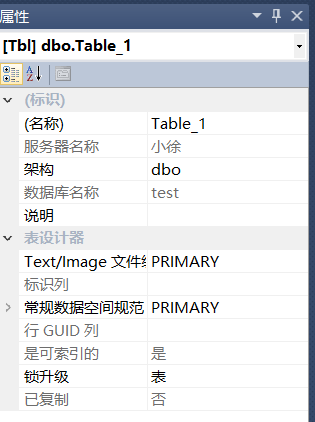 属性
[Tbl] dbo.Table_1
(标识)
(名称) Table_1
服务器名称 小徐
架构 dbo
数据库名称 test
说明
表设计器
Text/Image 文件 PRIMARY
标识列
常规数据空间规范 PRIMARY
行 GUID 列
是可索引的 是
锁升级 表
已复制 否